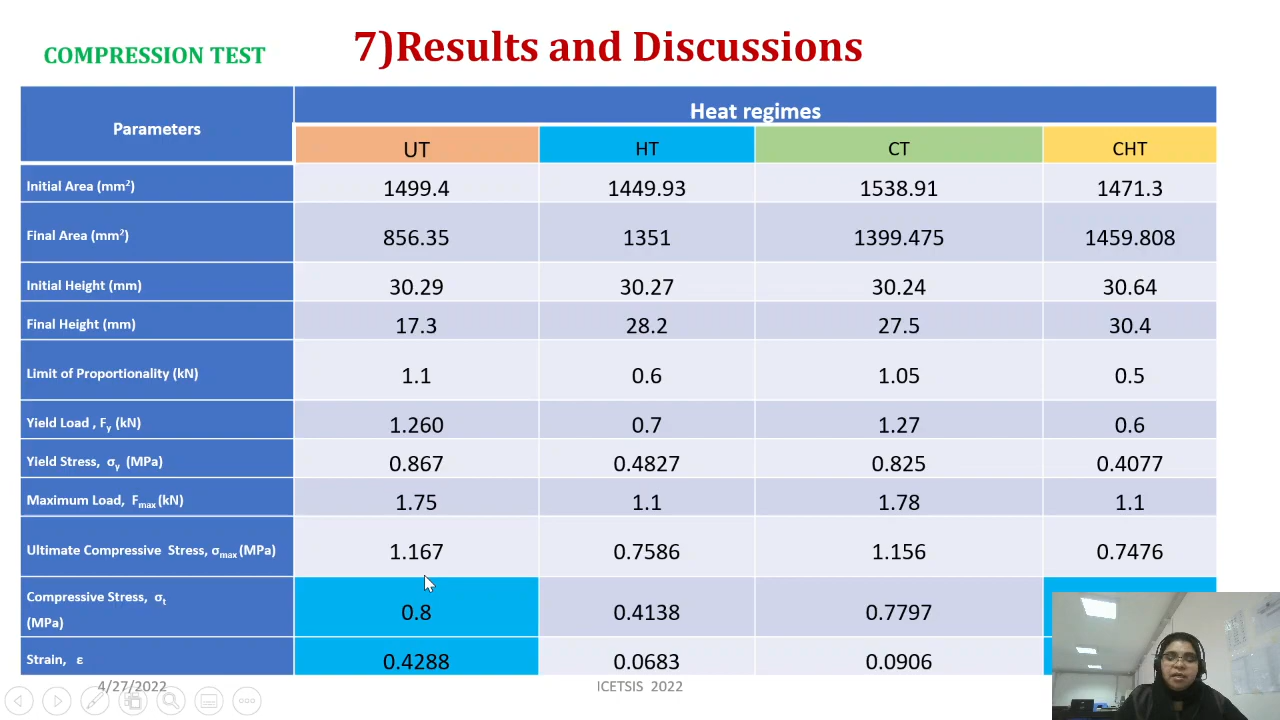 COMPRESSION TEST
7)Results and Discussions
Parameters
Heat regimes
UT HT CT CHT
Initial Area (mm²) 1499.4 1449.93 1538.91 1471.3
Final Area (mm²) 856.35 1351 1399.475 1459.808
Initial Height (mm) 30.29 30.27 30.24 30.64
Final Height (mm) 17.3 28.2 27.5 30.4
Limit of Proportionality (kN) 1.1 0.6 1.05 0.5
Yield Load , Fy (kN) 1.260 0.7 1.27 0.6
Yield Stress, σy (MPa) 0.867 0.4827 0.825 0.4077
Maximum Load, Fmax (kN) 1.75 1.1 1.78 1.1
Ultimate Compressive Stress, σmax (MPa) 1.167 0.7586 1.156 0.7476
Compressive Stress, σt
(MPa) 0.8 0.4138 0.7797
Strain, ε 0.4288 0.0683 0.0906
4/27/2022 ICETSIS 2022